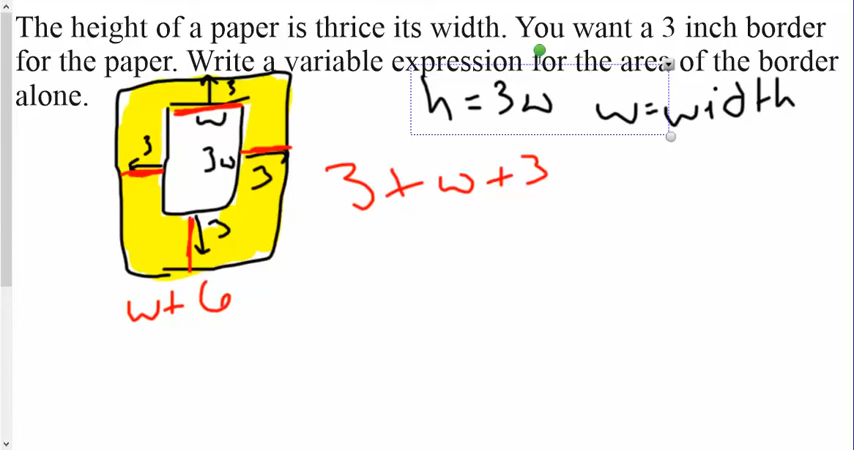 The height of a paper is thrice its width. You want a 3 inch border
for the paper. Write a variable expression for the area of the border
alone.
h = 3w w = width
3
w
3
3w
3
3
3 + w + 3
w + 6